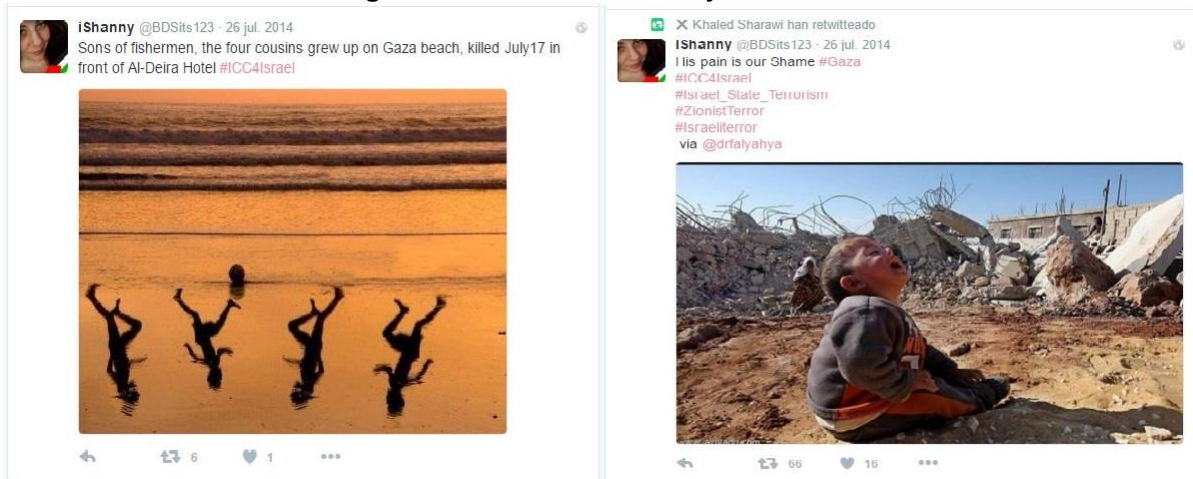 iShanny @BDSits123 · 26 jul. 2014
Sons of fishermen, the four cousins grew up on Gaza beach, killed July17 in
front of Al-Deira Hotel #ICC4Israel
6 1
Khaled Sharawi han retwitteado
iShanny @BDSits123 · 26 jul. 2014
His pain is our Shame #Gaza
#ICC4Israel
#Israel_State_Terrorism
#ZionistTerror
#Israeliterror
via @drfalyahya
66 16